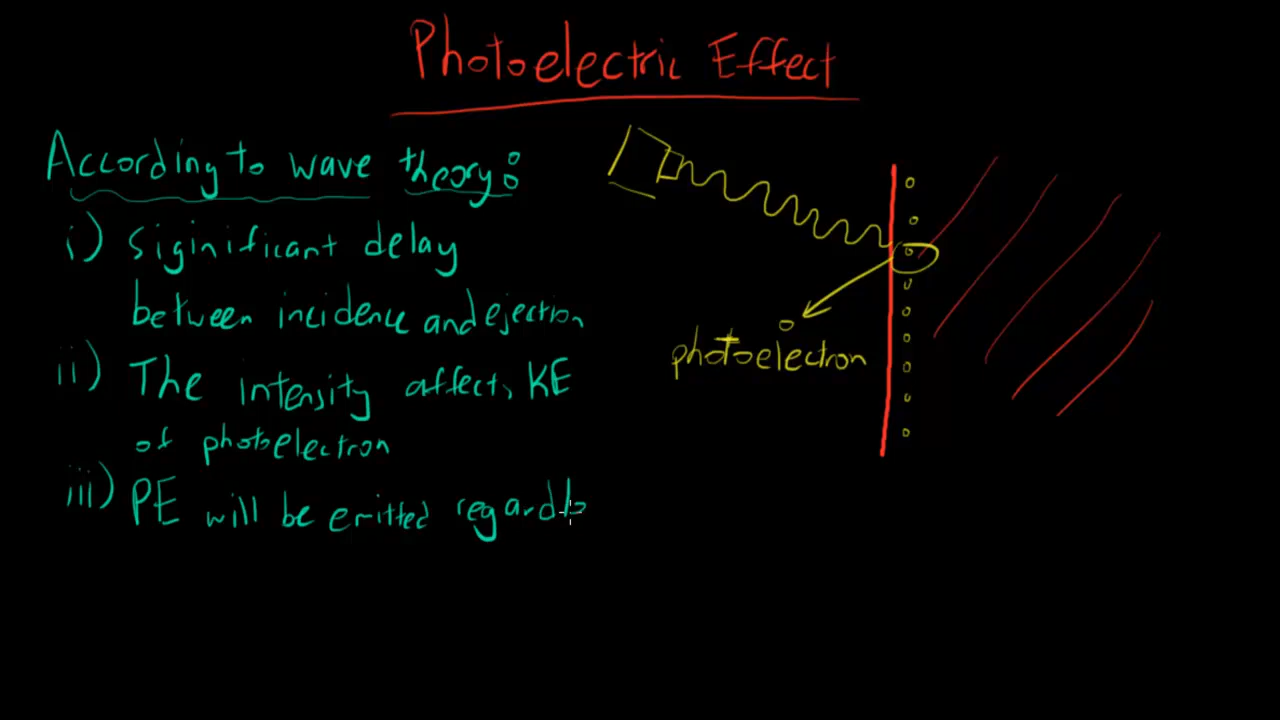 Photoelectric Effect
According to wave theory:
i) Siginificant delay
between incidence and ejection
ii) The intensity affects KE
of photoelectron
iii) PE will be emitted regardle
photoelectron